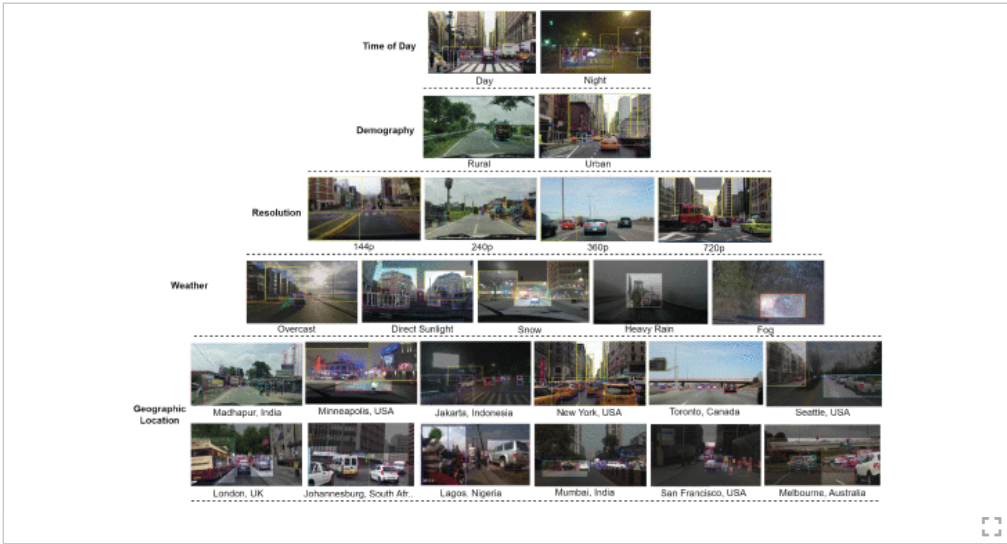 Time of Day
Day
Night
Demography
Rural
Urban
Resolution
144p
240p
360p
720p
Weather
Overcast
Direct Sunlight
Snow
Heavy Rain
Fog
Geographic
Location
Madhapur, India
Minneapolis, USA
Jakarta, Indonesia
New York, USA
Toronto, Canada
Seattle, USA
London, UK
Johannesburg, South Afr..
Lagos, Nigeria
Mumbai, India
San Francisco, USA
Melbourne, Australia